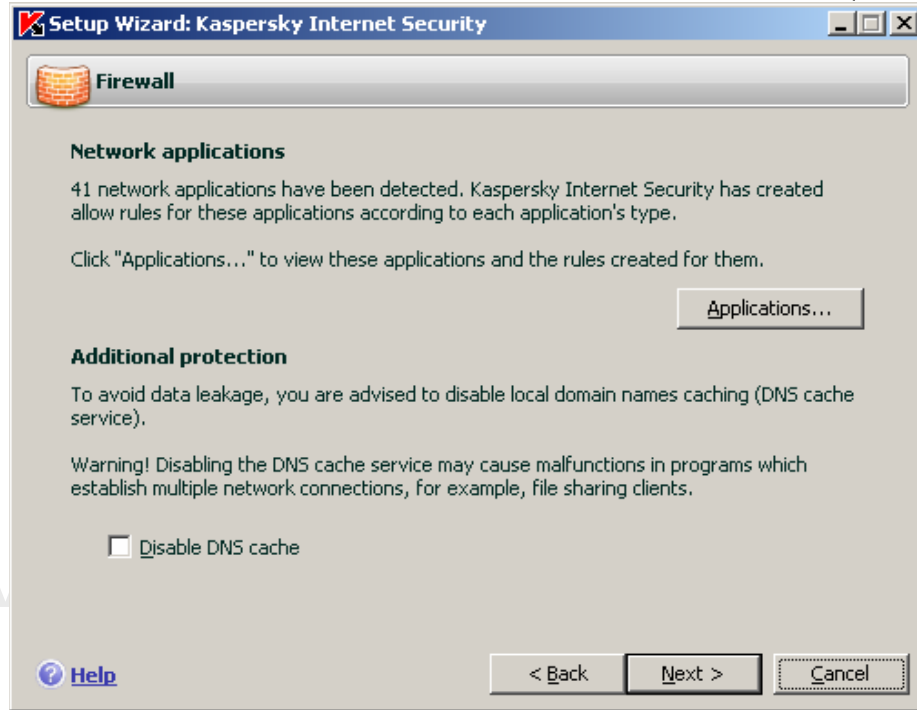 Setup Wizard: Kaspersky Internet Security
Firewall
Network applications
41 network applications have been detected. Kaspersky Internet Security has created
allow rules for these applications according to each application's type.
Click "Applications..." to view these applications and the rules created for them.
Applications...
Additional protection
To avoid data leakage, you are advised to disable local domain names caching (DNS cache
service).
Warning! Disabling the DNS cache service may cause malfunctions in programs which
establish multiple network connections, for example, file sharing clients.
Disable DNS cache
Help
< Back
Next >
Cancel